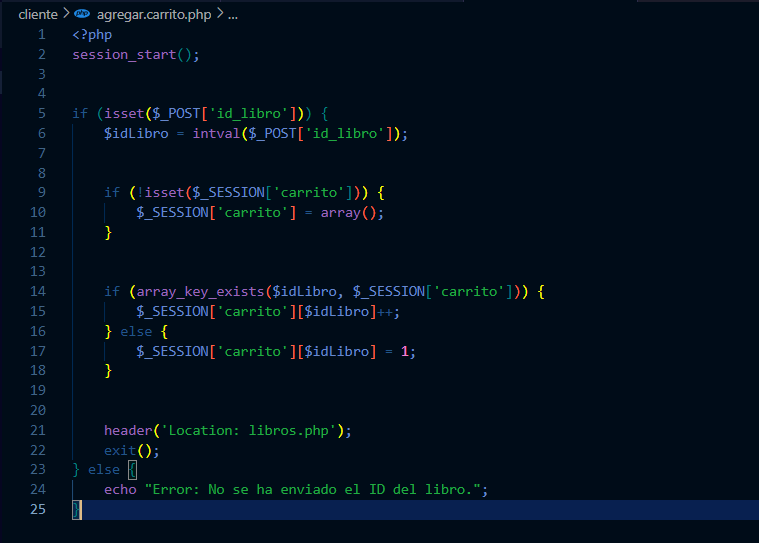 cliente > agregar.carrito.php > ...
1 <?php
2 session_start();
3
4
5 if (isset($_POST['id_libro'])) {
6 $idLibro = intval($_POST['id_libro']);
7
8
9 if (!isset($_SESSION['carrito'])) {
10 $_SESSION['carrito'] = array();
11 }
12
13
14 if (array_key_exists($idLibro, $_SESSION['carrito'])) {
15 $_SESSION['carrito'][$idLibro]++;
16 } else {
17 $_SESSION['carrito'][$idLibro] = 1;
18 }
19
20
21 header('Location: libros.php');
22 exit();
23 } else {
24 echo "Error: No se ha enviado el ID del libro.";
25 }